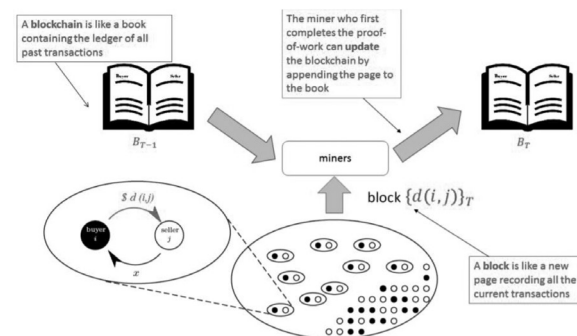 A blockchain is like a book
containing the ledger of all
past transactions
The miner who first
completes the proof-
of-work can update
the blockchain by
appending the page to
the book
Buyer
Seller
Buyer
Seller
B_{T-1}
B_T
miners
block {d(i,j)}_T
$ d (i,j)
buyer
i
seller
j
x
A block is like a new
page recording all the
current transactions